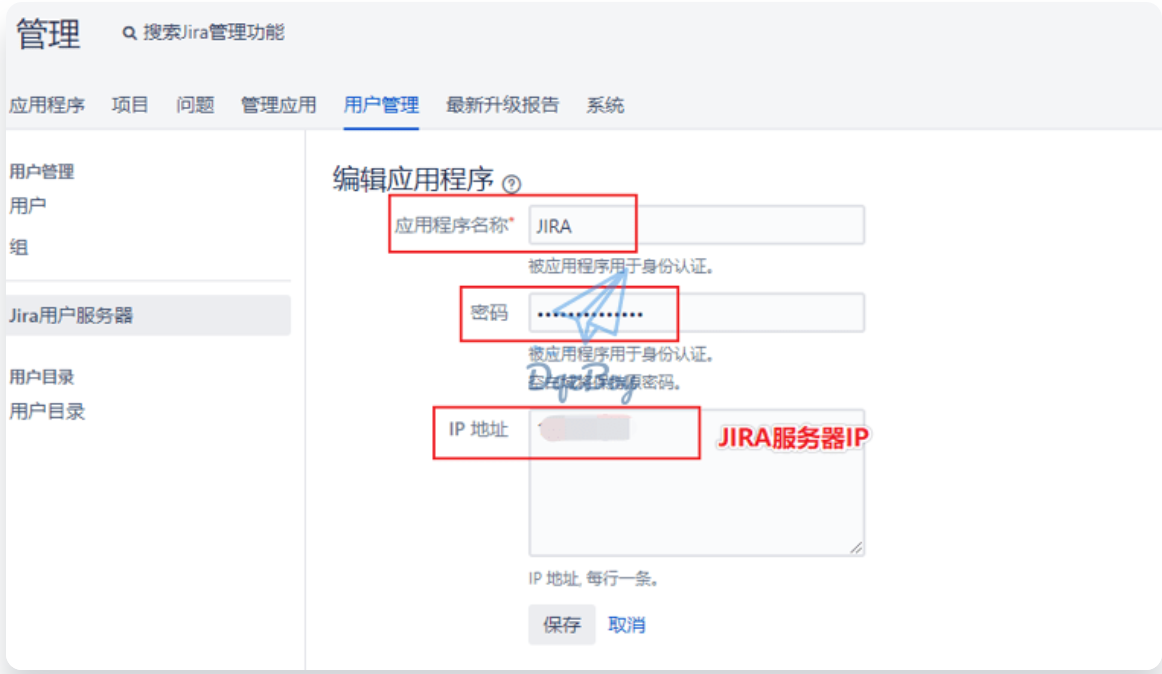 管理 搜索Jira管理功能
应用程序 项目 问题 管理应用 用户管理 最新升级报告 系统
用户管理
用户
组
Jira用户服务器
用户目录
用户目录
编辑应用程序
应用程序名称* JIRA
被应用程序用于身份认证。
密码 ••••••••••••••
被应用程序用于身份认证。
原密码。
IP 地址
JIRA服务器IP
IP 地址, 每行一条。
保存 取消